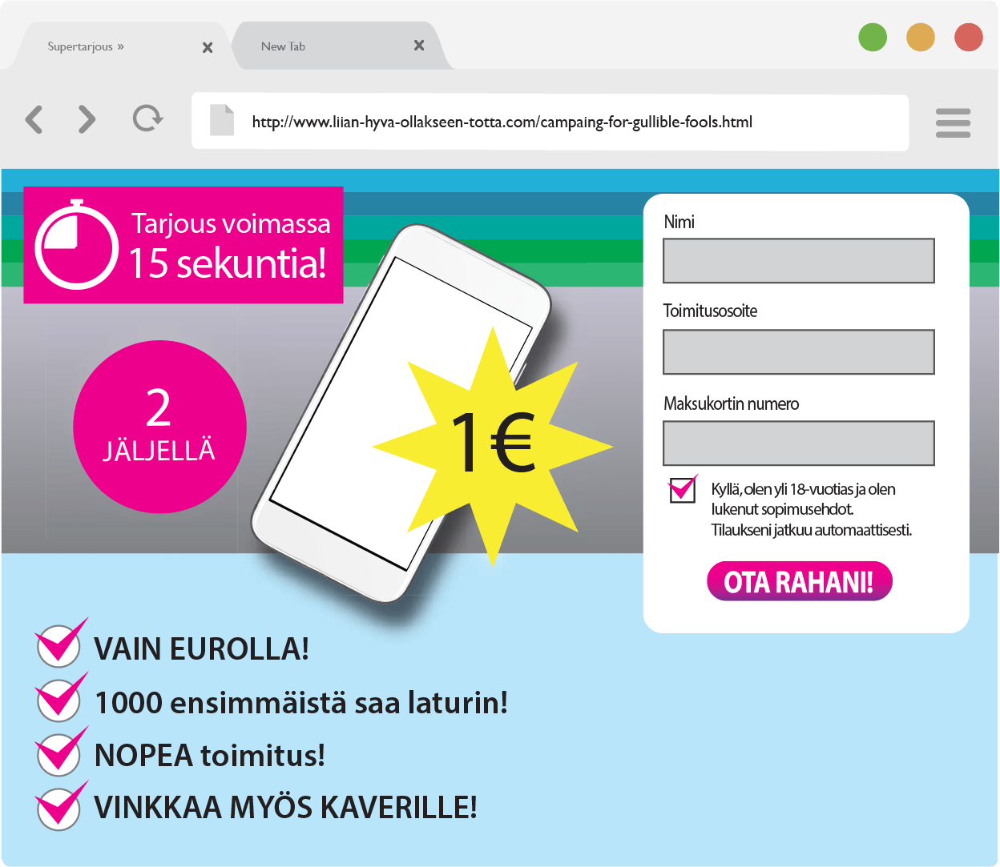 Supertarjous »
New Tab
http://www.liian-hyva-ollakseen-totta.com/campaing-for-gullible-fools.html
Tarjous voimassa
15 sekuntia!
2
JÄLJELLÄ
1€
Nimi
Toimitusosoite
Maksukortin numero
Kyllä, olen yli 18-vuotias ja olen
lukenut sopimusehdot.
Tilaukseni jatkuu automaattisesti.
OTA RAHANI!
VAIN EUROLLA!
1000 ensimmäistä saa laturin!
NOPEA toimitus!
VINKKAA MYÖS KAVERILLE!